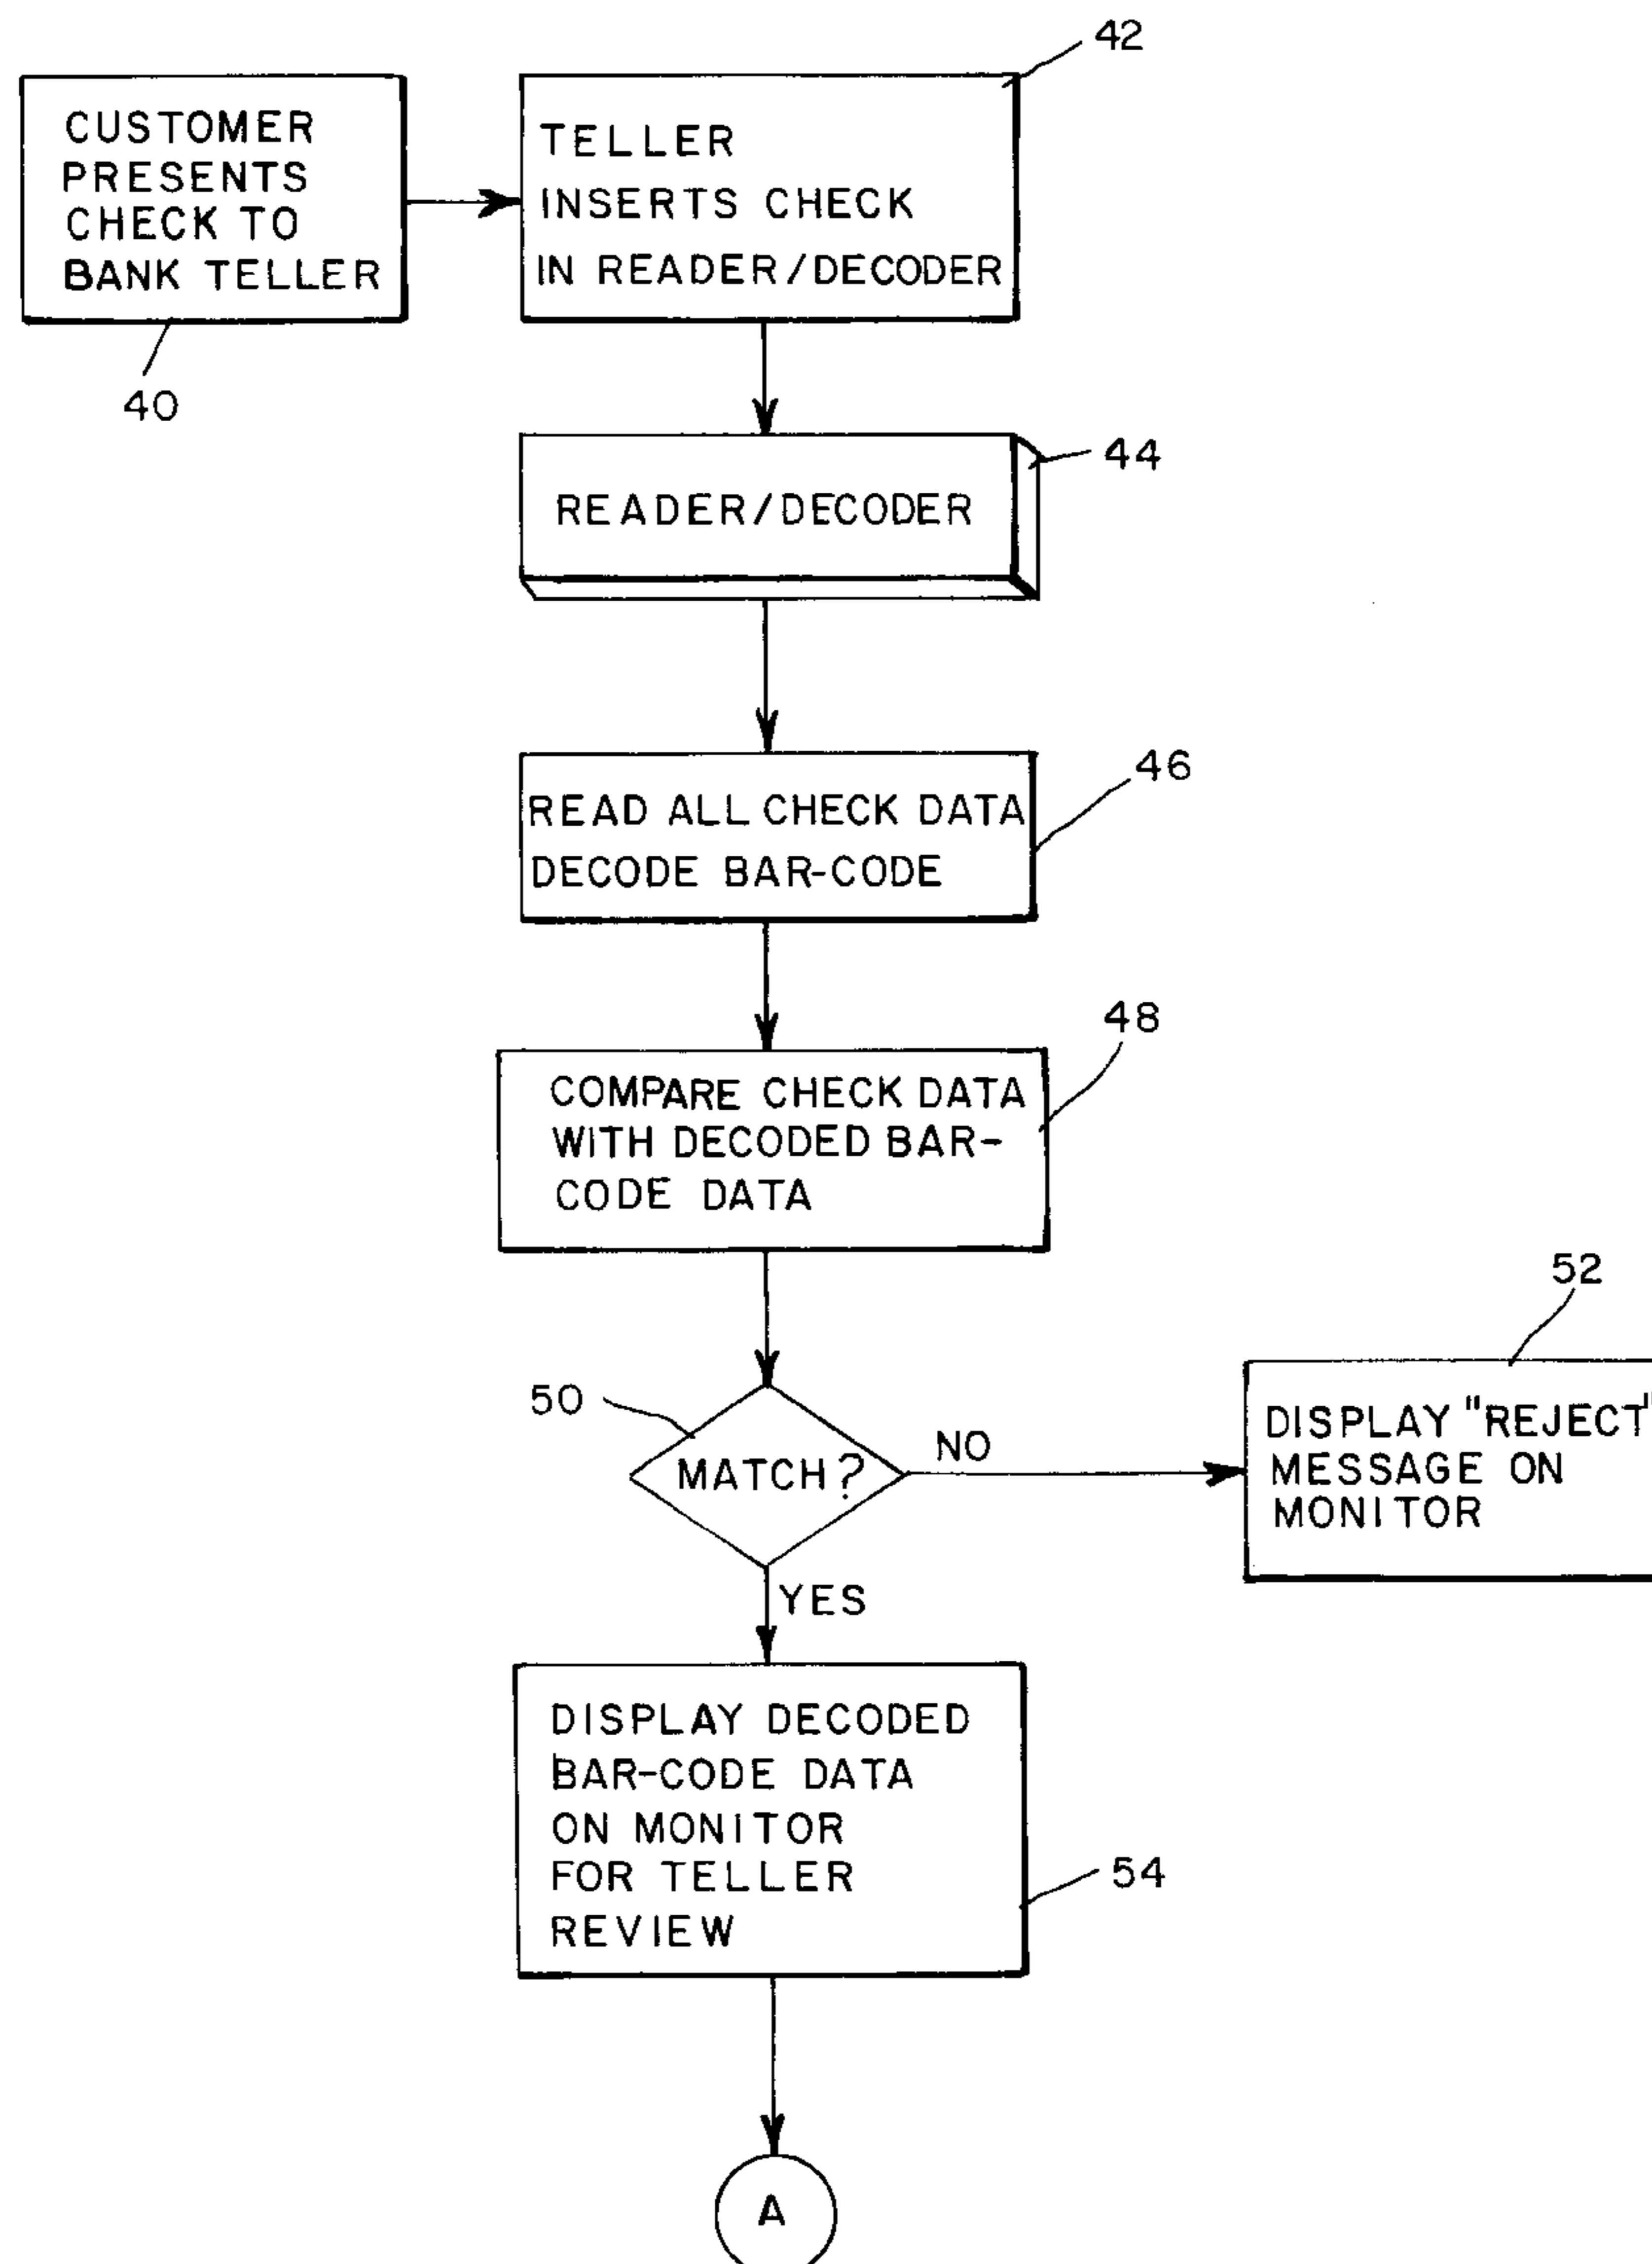 42
CUSTOMER
PRESENTS
CHECK TO
BANK TELLER
40
TELLER
INSERTS CHECK
IN READER/DECODER
44
READER/DECODER
46
READ ALL CHECK DATA
DECODE BAR-CODE
48
COMPARE CHECK DATA
WITH DECODED BAR-
CODE DATA
50
MATCH?
NO
52
DISPLAY "REJECT"
MESSAGE ON
MONITOR
YES
DISPLAY DECODED
BAR-CODE DATA
ON MONITOR
FOR TELLER
REVIEW
54
A